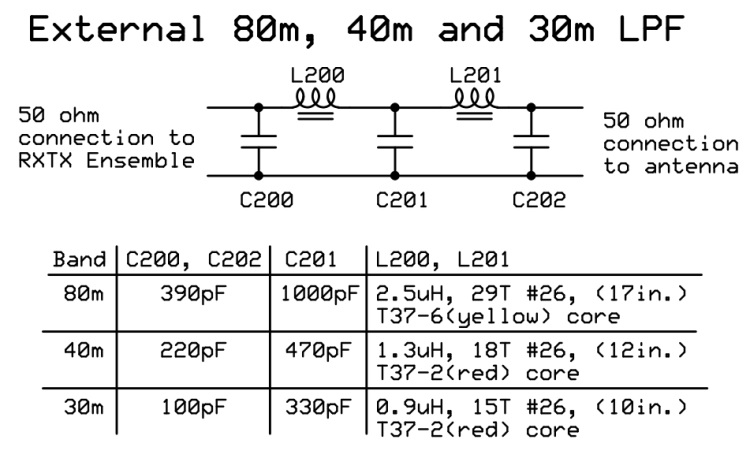 External 80m, 40m and 30m LPF
L200
L201
50 ohm
connection to
RXTX Ensemble
50 ohm
connection
to antenna
C200
C201
C202
Band C200, C202 C201 L200, L201
80m 390pF 1000pF 2.5uH, 29T #26, (17in.)
T37-6(yellow) core
40m 220pF 470pF 1.3uH, 18T #26, (12in.)
T37-2(red) core
30m 100pF 330pF 0.9uH, 15T #26, (10in.)
T37-2(red) core